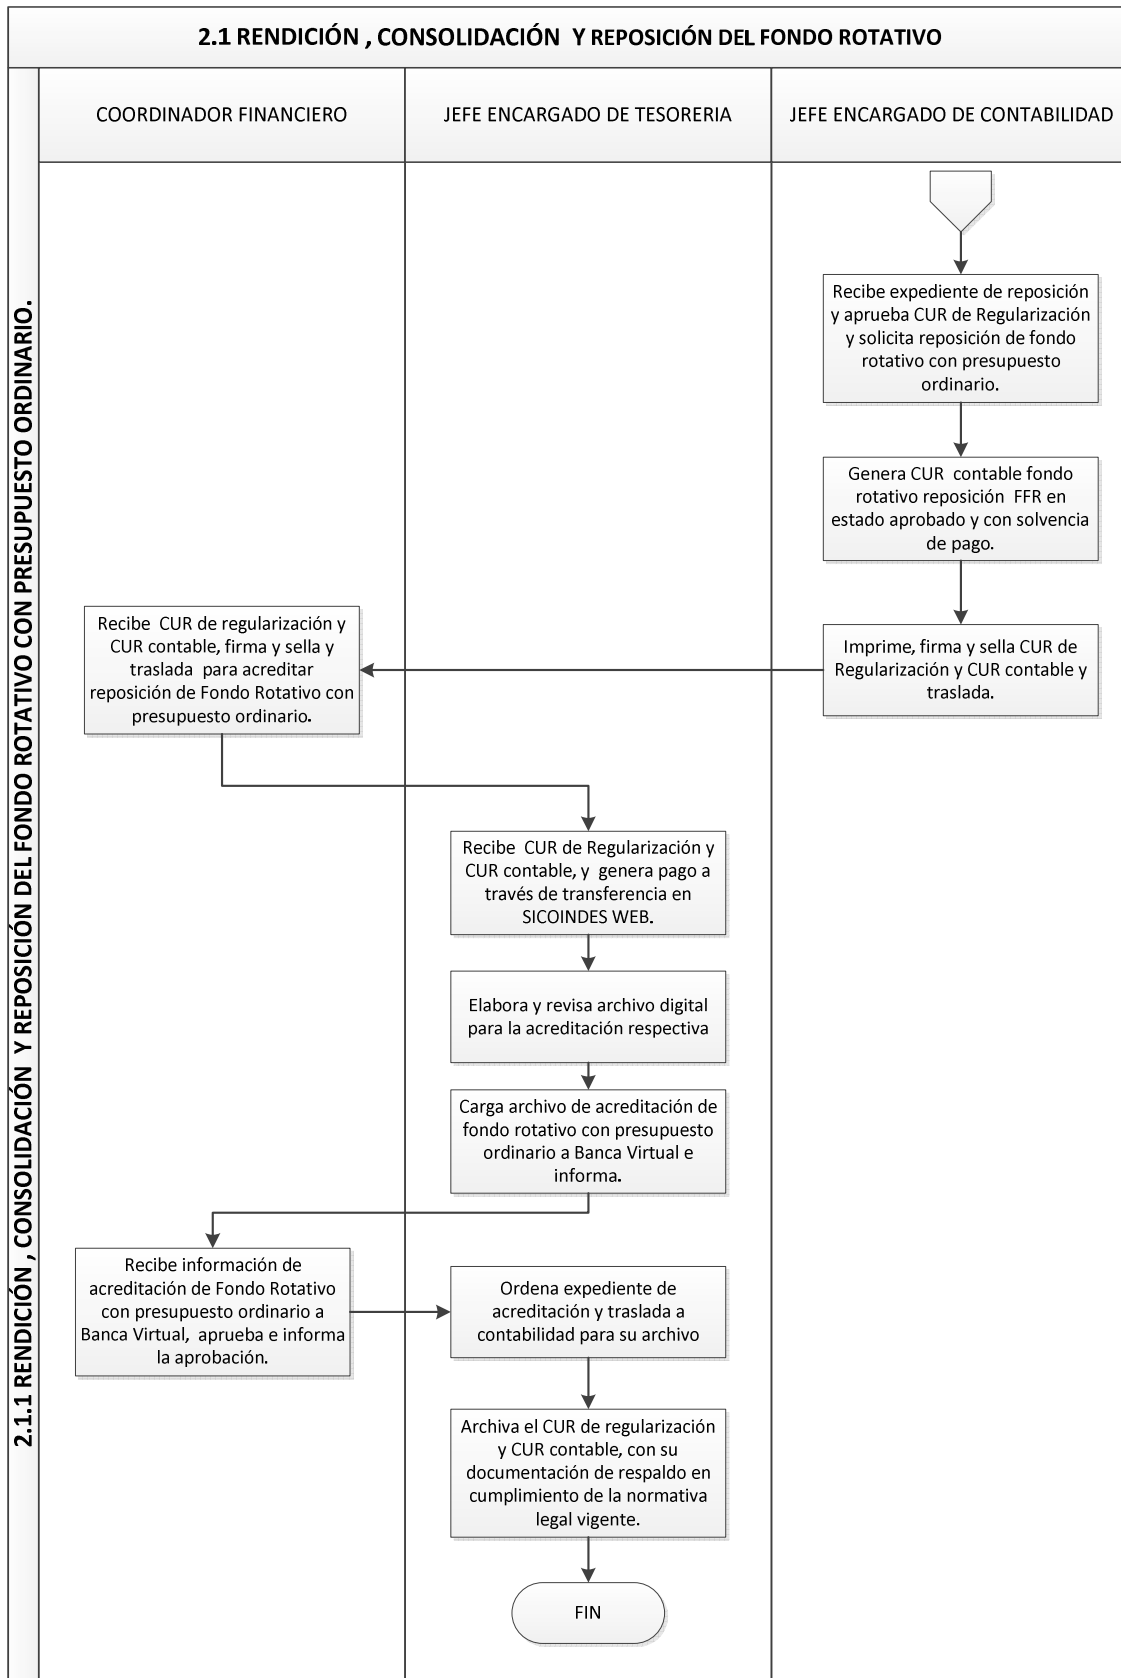 2.1 RENDICIÓN , CONSOLIDACIÓN Y REPOSICIÓN DEL FONDO ROTATIVO
2.1.1 RENDICIÓN , CONSOLIDACIÓN Y REPOSICIÓN DEL FONDO ROTATIVO CON PRESUPUESTO ORDINARIO.
COORDINADOR FINANCIERO
JEFE ENCARGADO DE TESORERIA
JEFE ENCARGADO DE CONTABILIDAD
Recibe expediente de reposición
y aprueba CUR de Regularización
y solicita reposición de fondo
rotativo con presupuesto
ordinario.
Genera CUR contable fondo
rotativo reposición FFR en
estado aprobado y con solvencia
de pago.
Imprime, firma y sella CUR de
Regularización y CUR contable y
traslada.
Recibe CUR de regularización y
CUR contable, firma y sella y
traslada para acreditar
reposición de Fondo Rotativo con
presupuesto ordinario.
Recibe CUR de Regularización y
CUR contable, y genera pago a
través de transferencia en
SICOINDES WEB.
Elabora y revisa archivo digital
para la acreditación respectiva
Carga archivo de acreditación de
fondo rotativo con presupuesto
ordinario a Banca Virtual e
informa.
Recibe información de
acreditación de Fondo Rotativo
con presupuesto ordinario a
Banca Virtual, aprueba e informa
la aprobación.
Ordena expediente de
acreditación y traslada a
contabilidad para su archivo
Archiva el CUR de regularización
y CUR contable, con su
documentación de respaldo en
cumplimiento de la normativa
legal vigente.
FIN